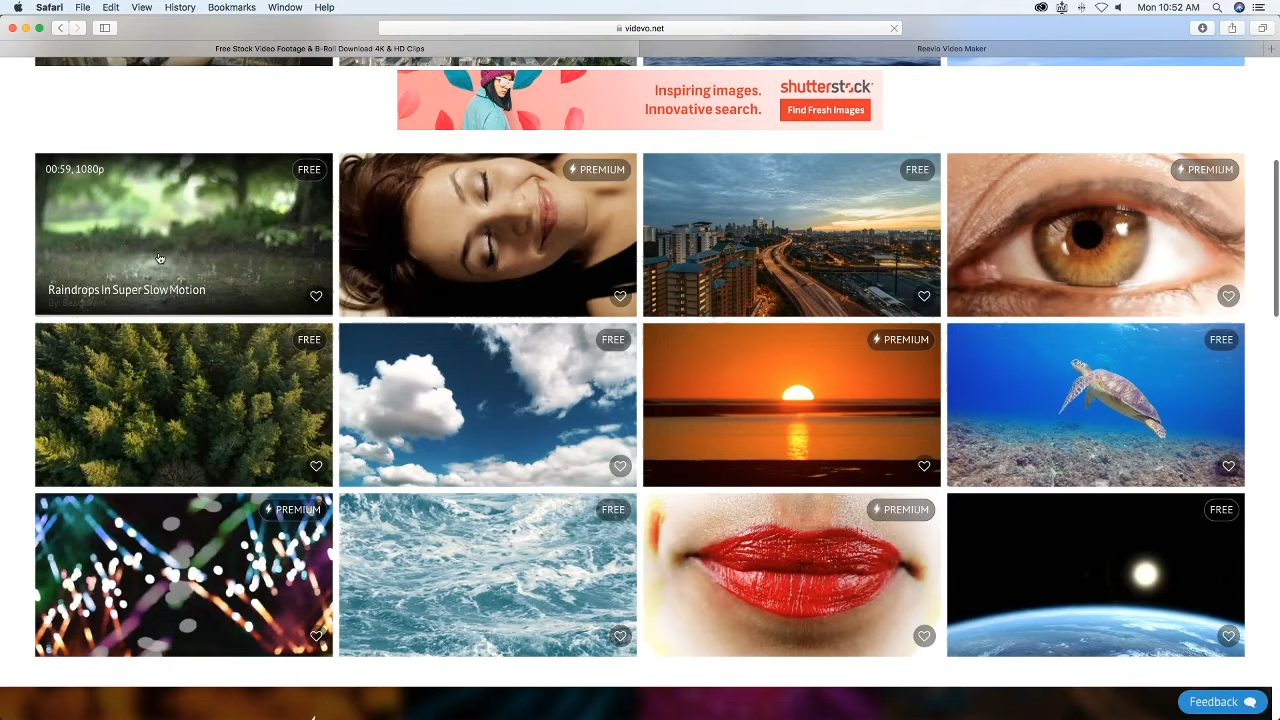 Safari File Edit View History Bookmarks Window Help Mon 10:52 AM
videvo.net
Free Stock Video Footage & B-Roll Download 4K & HD Clips Reevio Video Maker
Inspiring images.
Innovative search.
shutterstock
Find Fresh Images
00:59, 1080p FREE PREMIUM FREE PREMIUM
Raindrops In Super Slow Motion
FREE FREE PREMIUM FREE
PREMIUM FREE PREMIUM FREE
Feedback